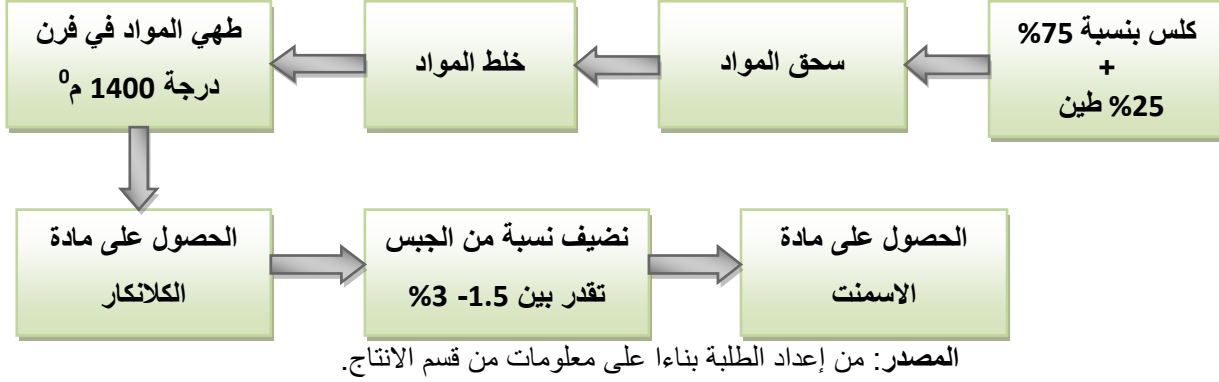 كلس بنسبة 75%
+
25% طين
سحق المواد
خلط المواد
طهي المواد في فرن
درجة 1400 م⁰
الحصول على مادة
الكلانكار
نضيف نسبة من الجبس
تقدر بين 1.5- 3%
الحصول على مادة
الاسمنت
المصدر: من إعداد الطلبة بناءا على معلومات من قسم الانتاج.